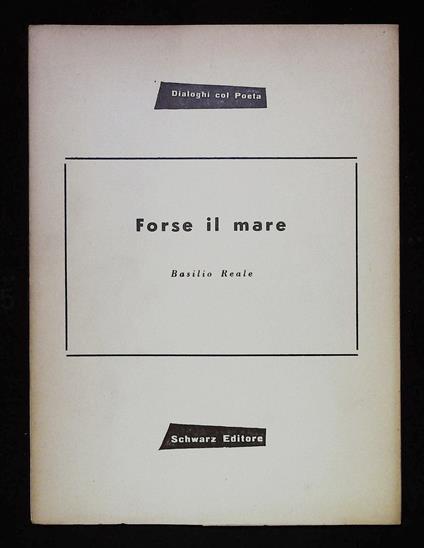 Dialoghi col Poeta
Forse il mare
Basilio Reale
Schwarz Editore